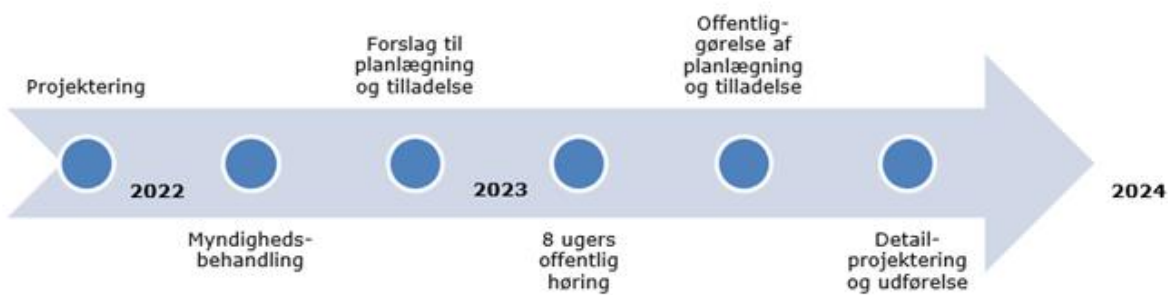 Projektering
2022
Myndigheds-
behandling
Forslag til
planlægning
og tilladelse
2023
8 ugers
offentlig
høring
Offentlig-
gørelse af
planlægning
og tilladelse
Detail-
projektering
og udførelse
2024